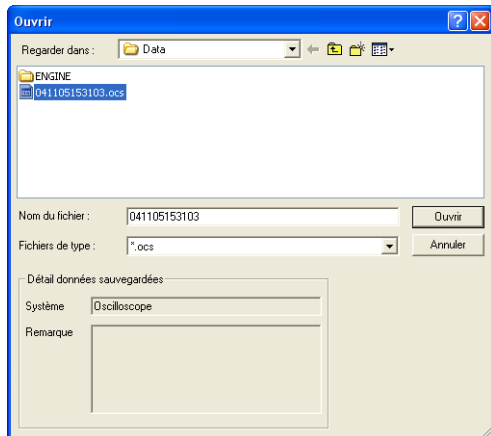 Ouvrir
Regarder dans : Data
ENGINE
041105153103.ocs
Nom du fichier : 041105153103 Ouvrir
Fichiers de type : *.ocs Annuler
Détail données sauvegardées
Système Oscilloscope
Remarque